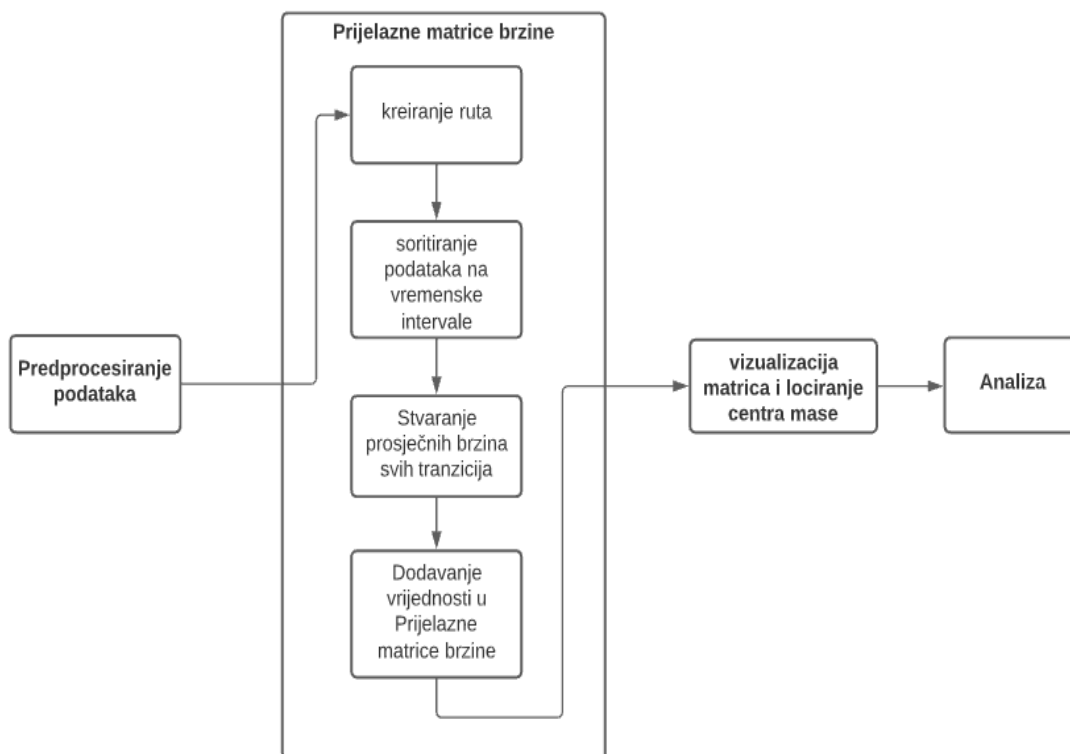 Prijelazne matrice brzine
kreiranje ruta
soritiranje
podataka na
vremenske
intervale
Predprocesiranje
podataka
Stvaranje
prosječnih brzina
svih tranzicija
Dodavanje
vrijednosti u
Prijelazne
matrice brzine
vizualizacija
matrica i lociranje
centra mase
Analiza